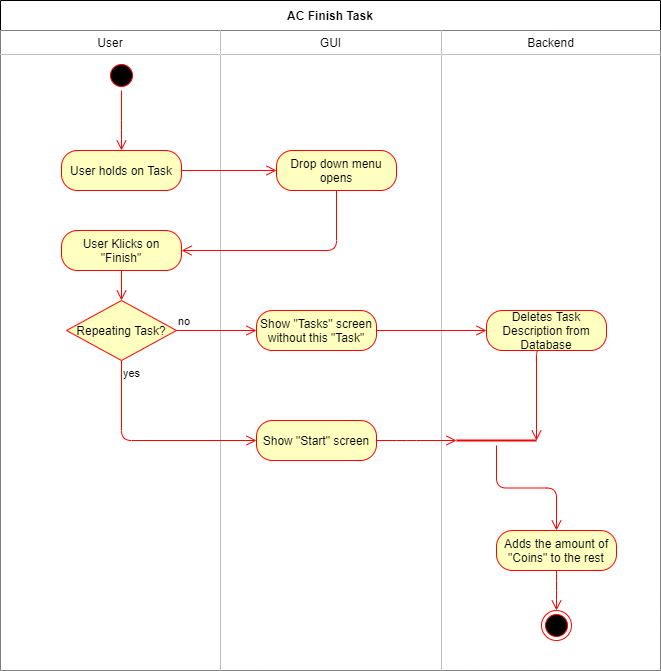 AC Finish Task
User
GUI
Backend
User holds on Task
Drop down menu
opens
User Klicks on
"Finish"
Repeating Task?
no
Show "Tasks" screen
without this "Task"
Deletes Task
Description from
Database
yes
Show "Start" screen
Adds the amount of
"Coins" to the rest